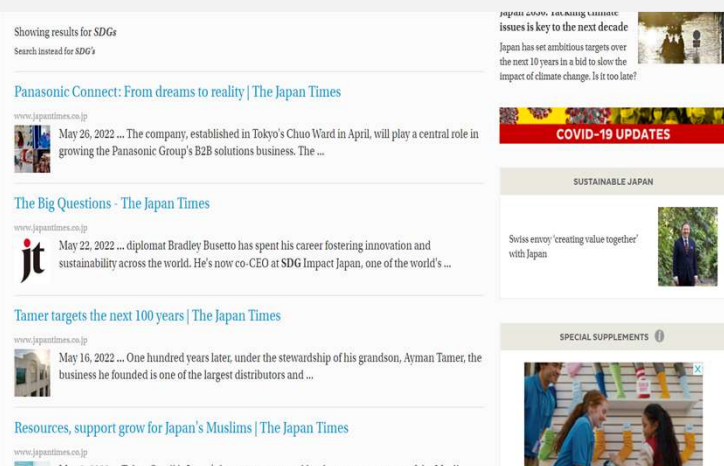 Showing results for SDGs
Search instead for SDG's
Panasonic Connect: From dreams to reality | The Japan Times
www.japantimes.co.jp
May 26, 2022 ... The company, established in Tokyo's Chuo Ward in April, will play a central role in
growing the Panasonic Group's B2B solutions business. The ...
The Big Questions - The Japan Times
www.japantimes.co.jp
jt
May 22, 2022 ... diplomat Bradley Busetto has spent his career fostering innovation and
sustainability across the world. He's now co-CEO at SDG Impact Japan, one of the world's ...
Tamer targets the next 100 years | The Japan Times
www.japantimes.co.jp
May 16, 2022 ... One hundred years later, under the stewardship of his grandson, Ayman Tamer, the
business he founded is one of the largest distributors and ...
Resources, support grow for Japan's Muslims | The Japan Times
www.japantimes.co.jp
Japan 2030: Tackling climate
issues is key to the next decade
Japan has set ambitious targets over
the next 10 years in a bid to slow the
impact of climate change. Is it too late?
COVID-19 UPDATES
SUSTAINABLE JAPAN
Swiss envoy 'creating value together'
with Japan
SPECIAL SUPPLEMENTS